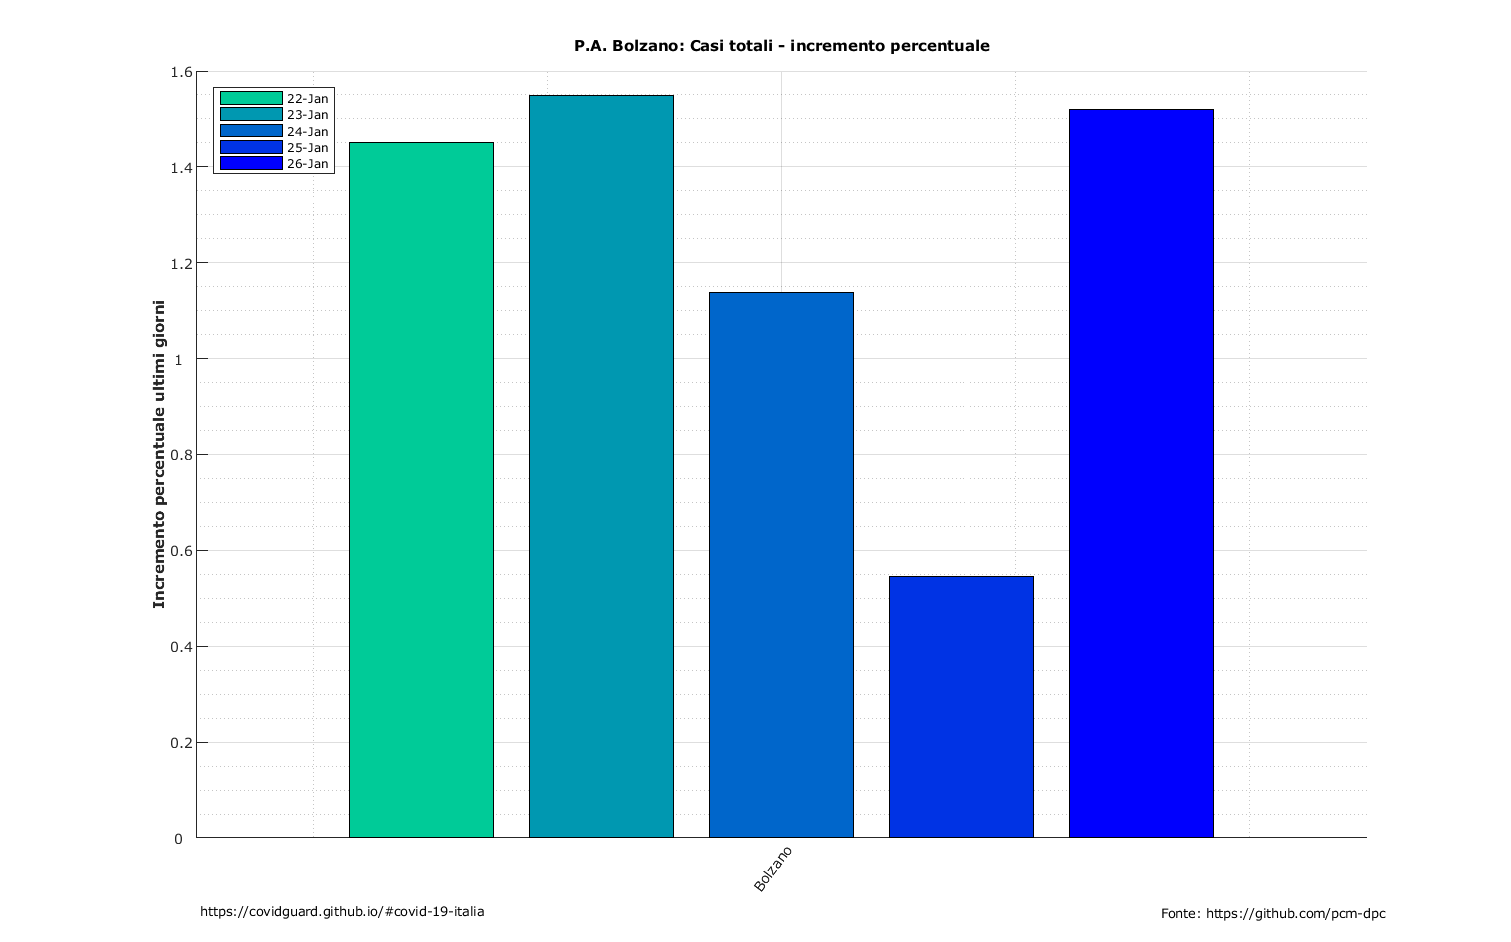 P.A. Bolzano: Casi totali - incremento percentuale
22-Jan
23-Jan
24-Jan
25-Jan
26-Jan
Incremento percentuale ultimi giorni
1.6
1.4
1.2
1
0.8
0.6
0.4
0.2
0
Bolzano
https://covidguard.github.io/#covid-19-italia
Fonte: https://github.com/pcm-dpc